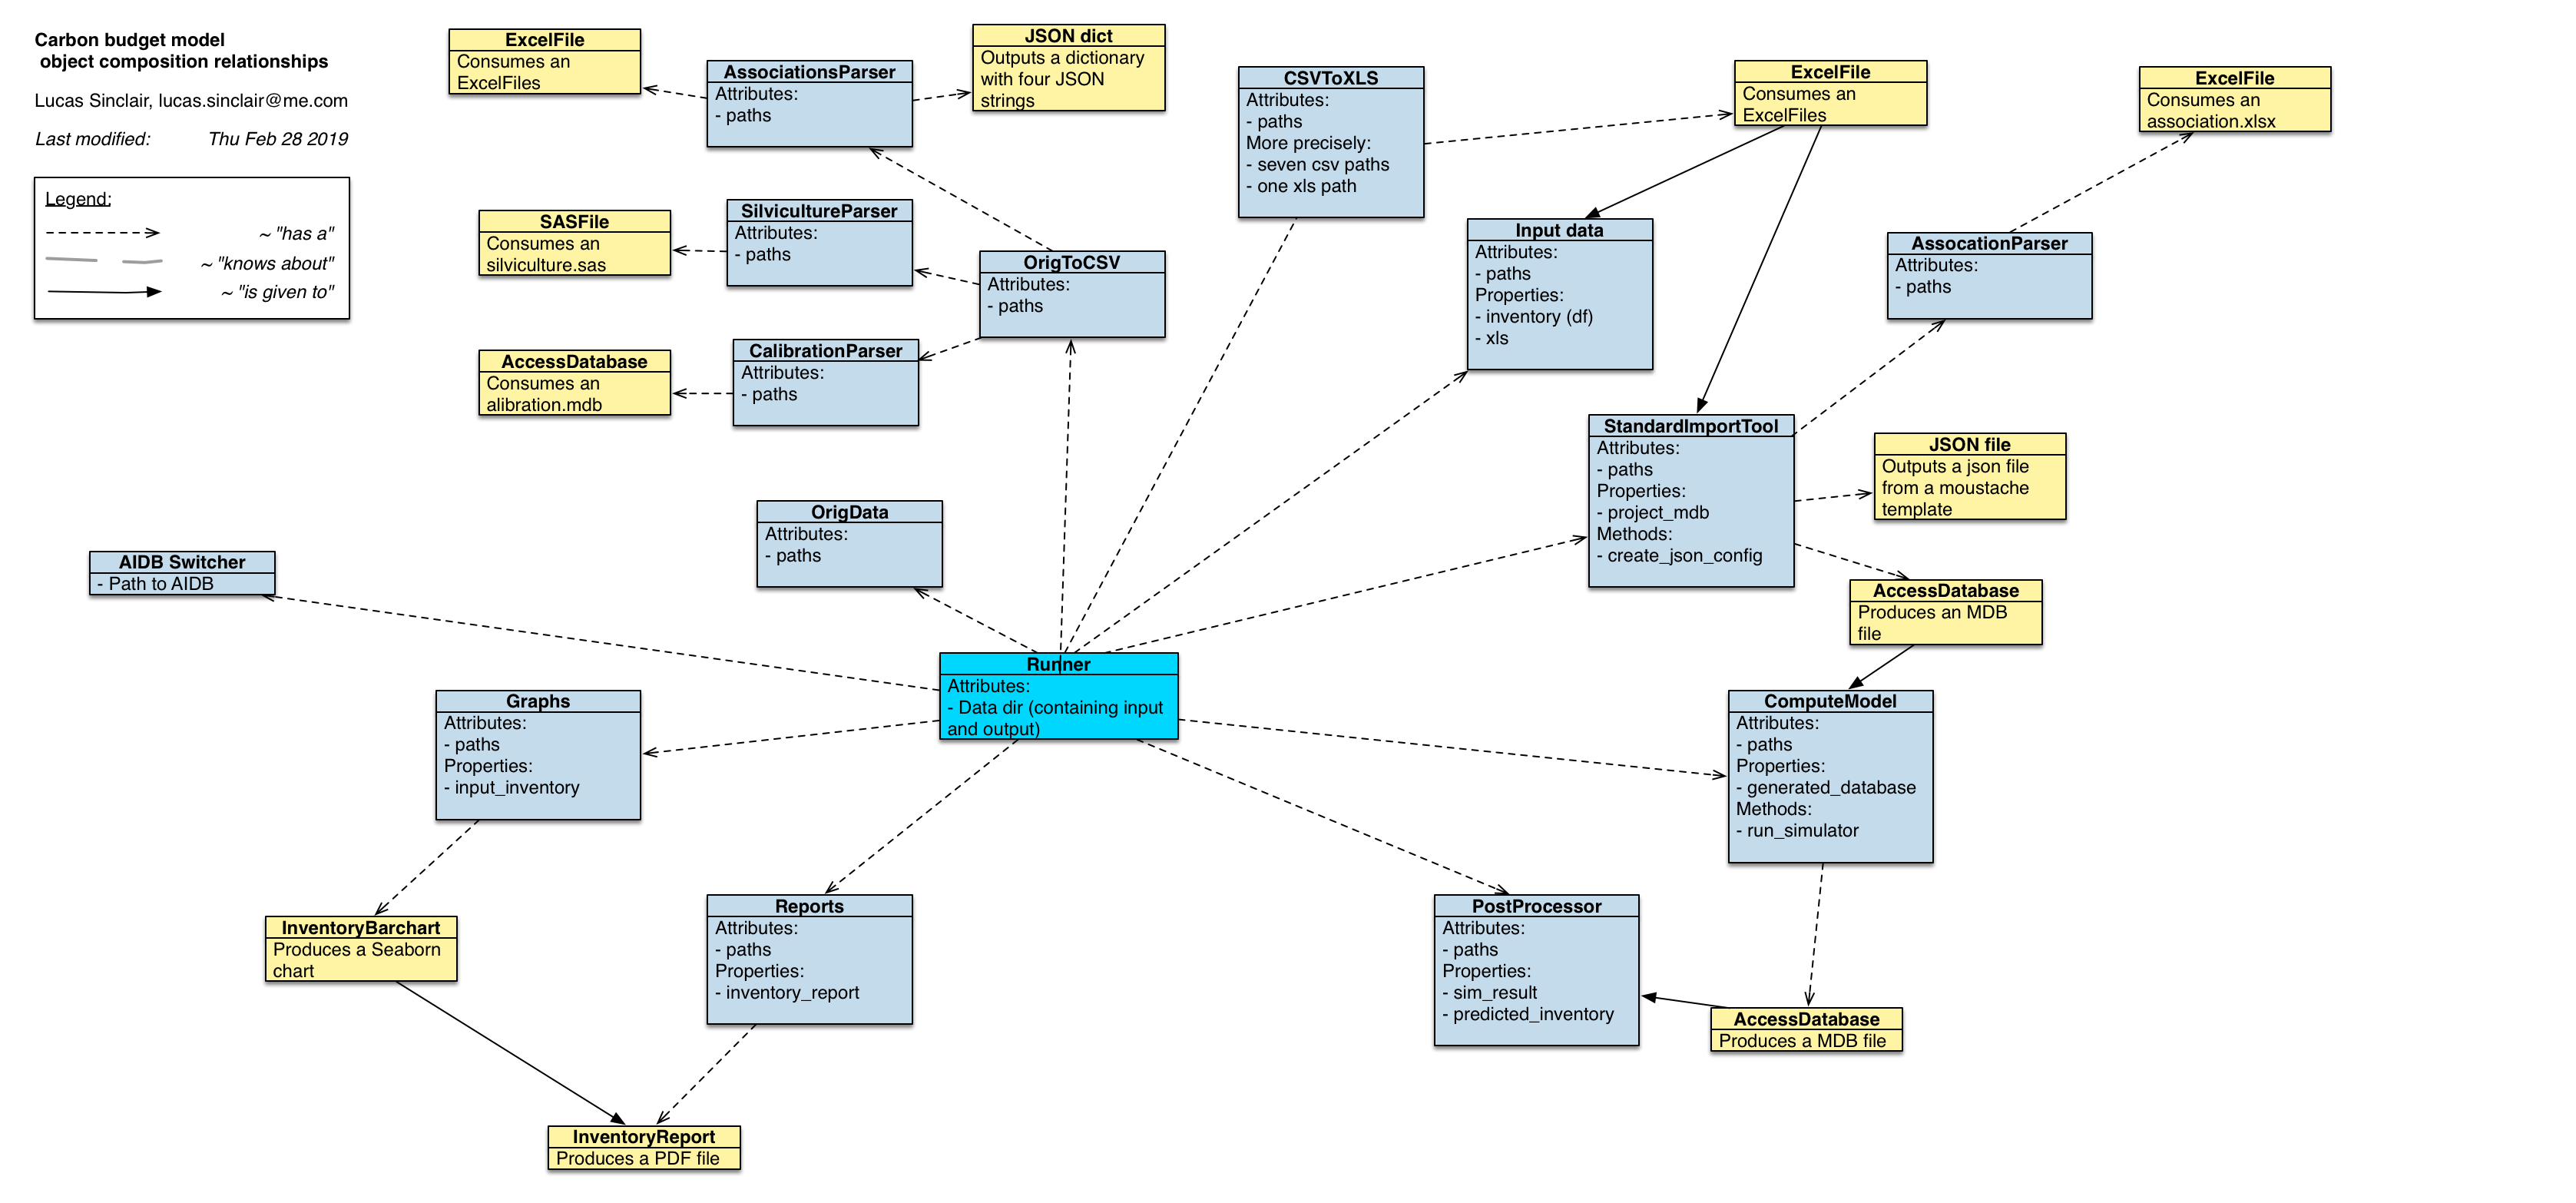 Carbon budget model
object composition relationships
Lucas Sinclair, lucas.sinclair@me.com
Last modified: Thu Feb 28 2019
Legend:
~ "has a"
~ "knows about"
~ "is given to"
ExcelFile
Consumes an
ExcelFiles
AssociationsParser
Attributes:
- paths
JSON dict
Outputs a dictionary
with four JSON
strings
SASFile
Consumes an
silviculture.sas
SilvicultureParser
Attributes:
- paths
OrigToCSV
Attributes:
- paths
AccessDatabase
Consumes an
alibration.mdb
CalibrationParser
Attributes:
- paths
CSVToXLS
Attributes:
- paths
More precisely:
- seven csv paths
- one xls path
ExcelFile
Consumes an
ExcelFiles
ExcelFile
Consumes an
association.xlsx
Input data
Attributes:
- paths
Properties:
- inventory (df)
- xls
AssocationParser
Attributes:
- paths
StandardImportTool
Attributes:
- paths
Properties:
- project_mdb
Methods:
- create_json_config
JSON file
Outputs a json file
from a moustache
template
AccessDatabase
Produces an MDB
file
OrigData
Attributes:
- paths
AIDB Switcher
- Path to AIDB
Runner
Attributes:
- Data dir (containing input
and output)
Graphs
Attributes:
- paths
Properties:
- input_inventory
ComputeModel
Attributes:
- paths
Properties:
- generated_database
Methods:
- run_simulator
InventoryBarchart
Produces a Seaborn
chart
Reports
Attributes:
- paths
Properties:
- inventory_report
PostProcessor
Attributes:
- paths
Properties:
- sim_result
- predicted_inventory
AccessDatabase
Produces a MDB file
InventoryReport
Produces a PDF file